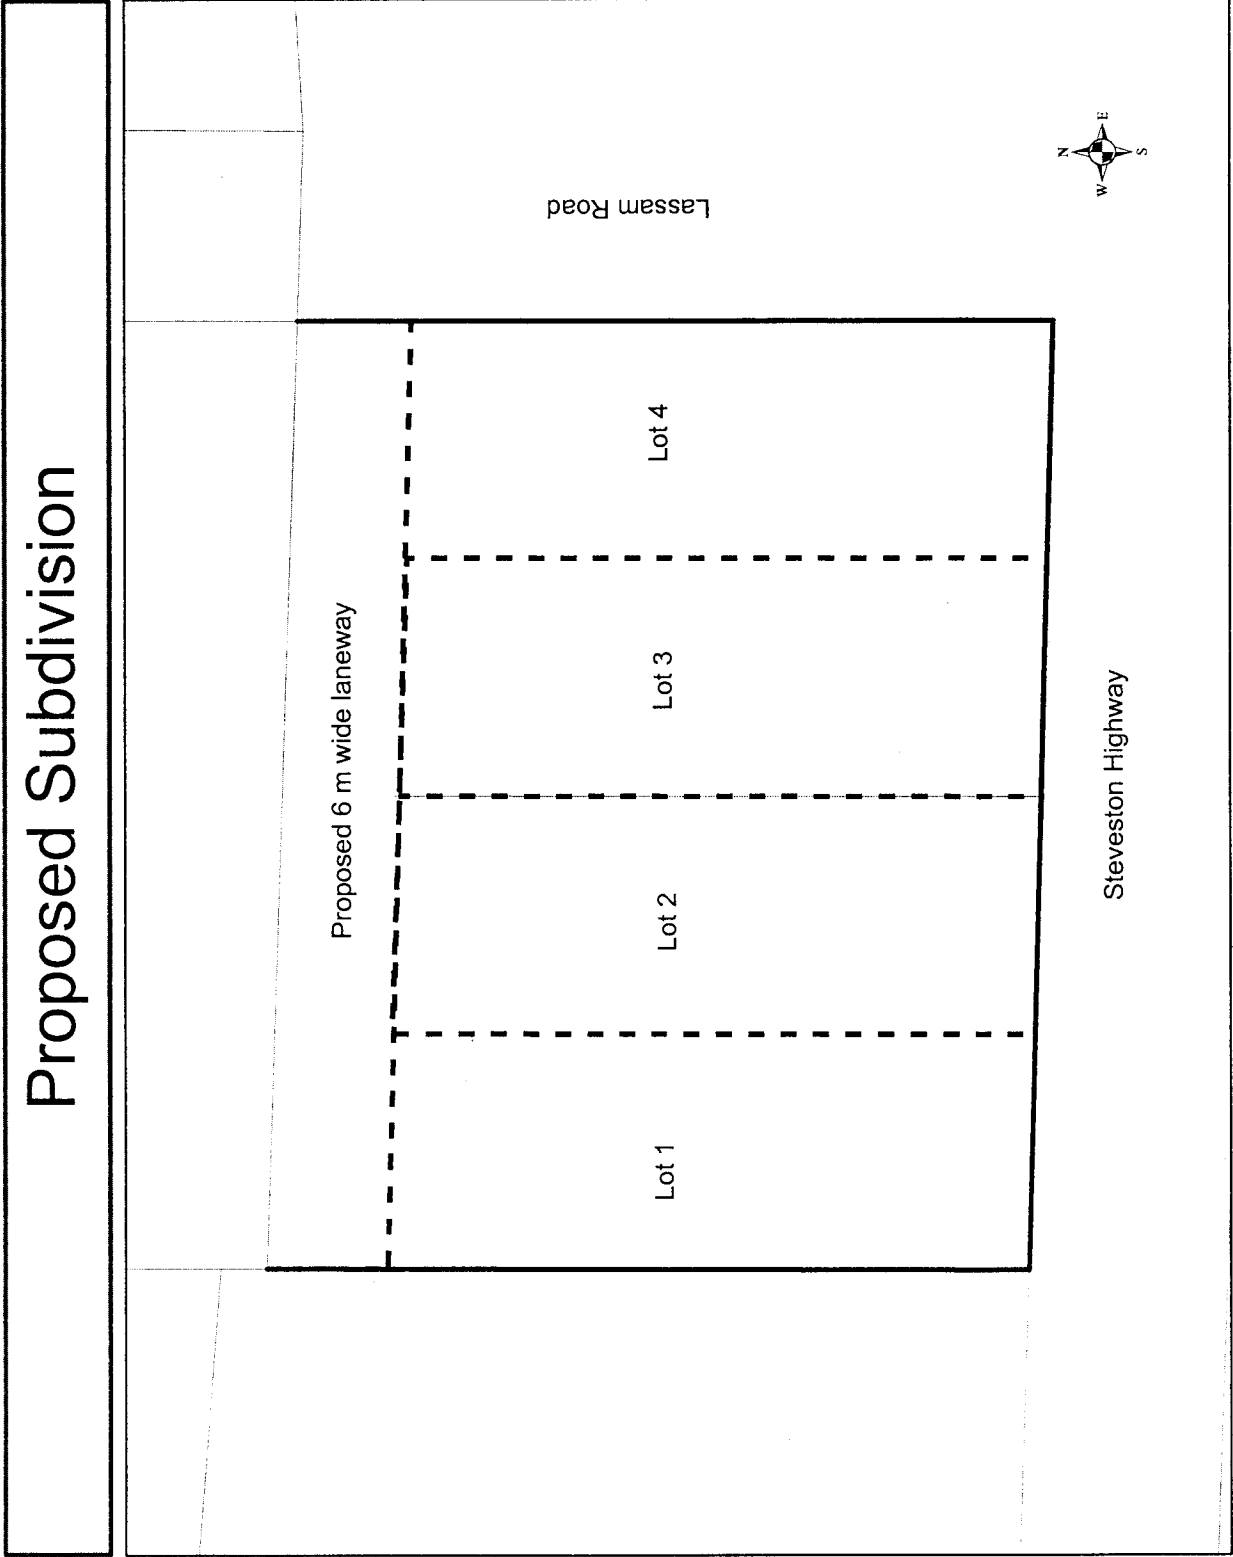 Proposed Subdivision
Proposed 6 m wide laneway
Lot 1
Lot 2
Lot 3
Lot 4
Lassam Road
Steveston Highway
N
W
E
S